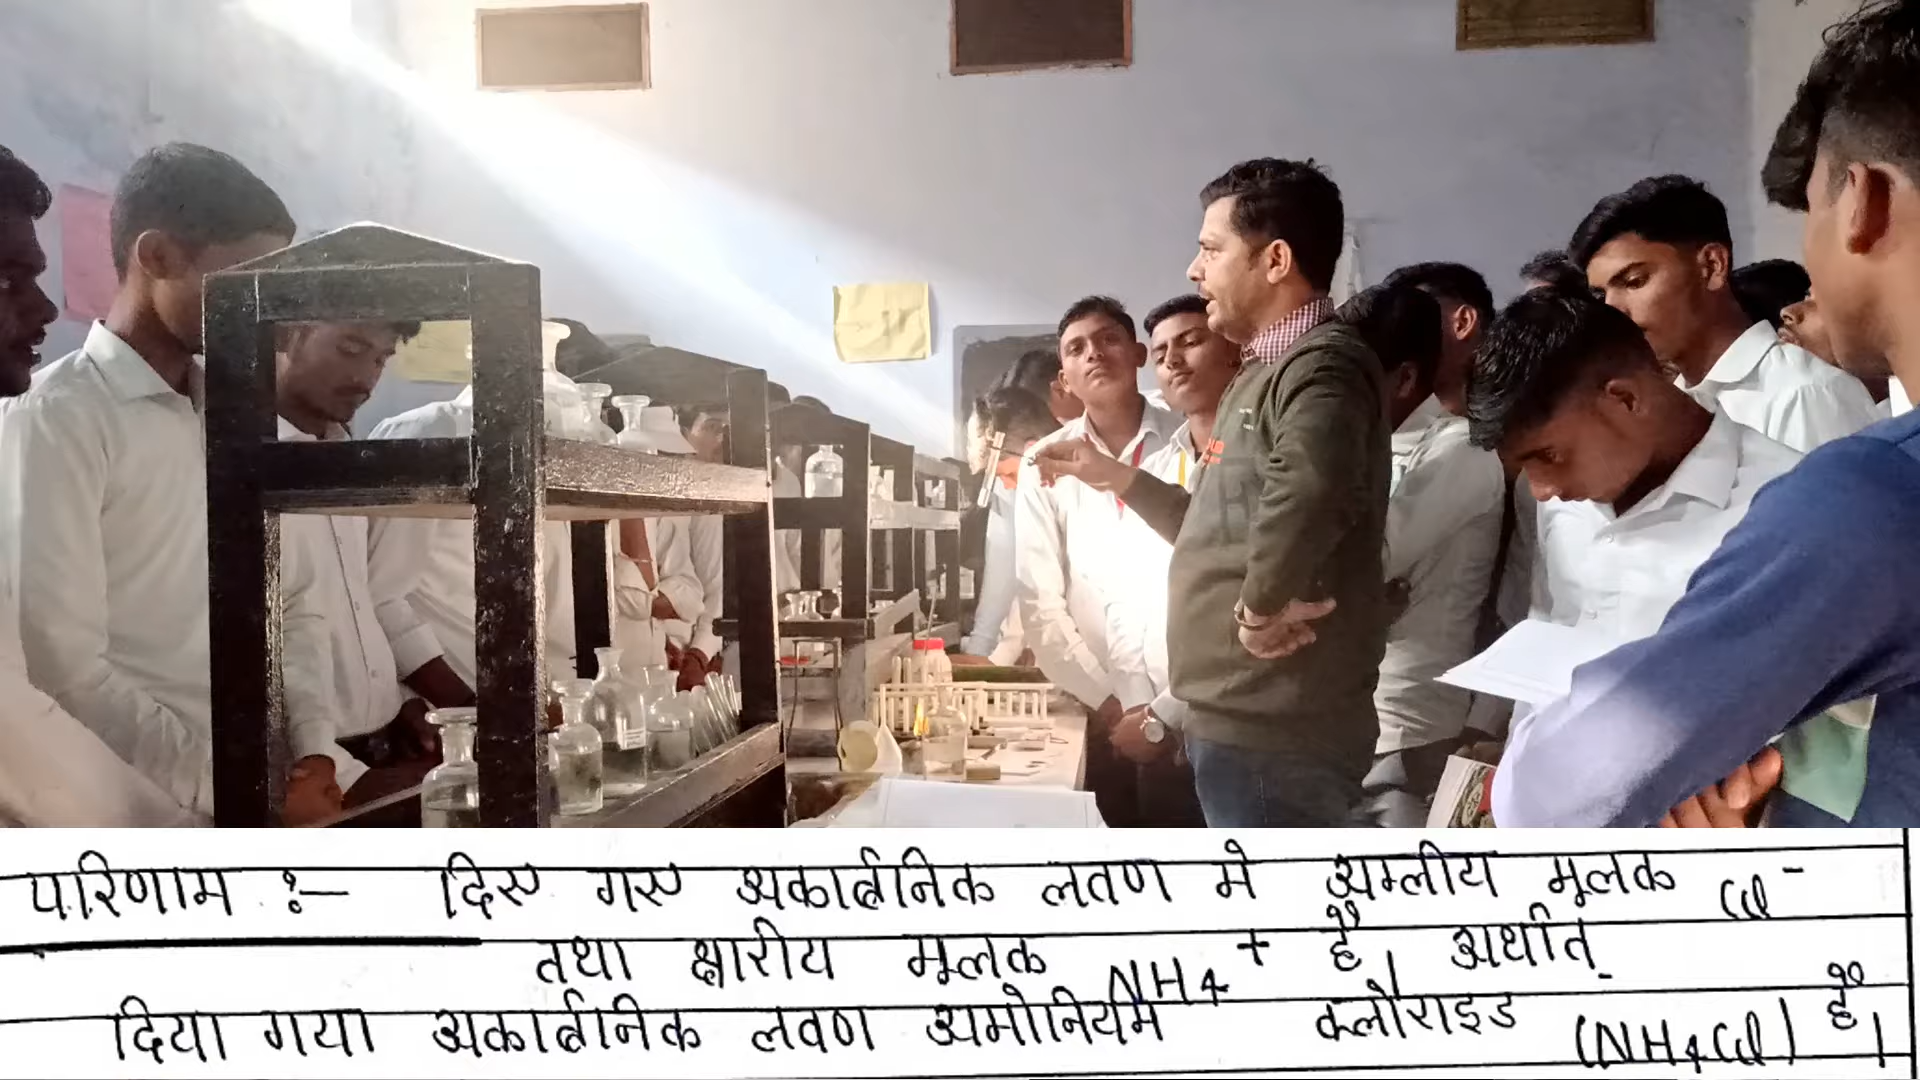 परिणाम :- दिए गए अकार्बनिक लवण मे अम्लीय मूलक Cl-
तथा क्षारीय मूलक NH4+ है, अर्थात्
दिया गया अकार्बनिक लवण अमोनियम क्लोराइड (NH4Cl) है।